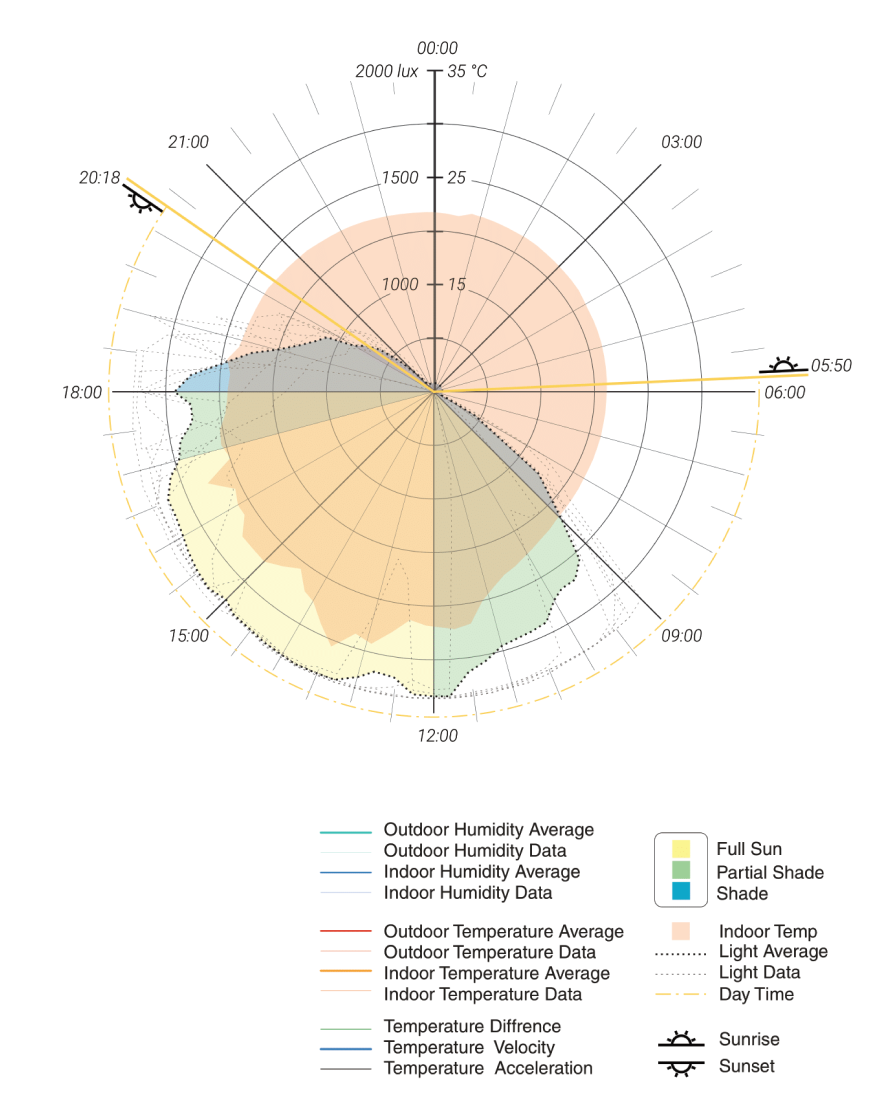 00:00
2000 lux 35 °C
21:00 03:00
20:18 1500 25
1000 15
05:50
18:00 06:00
15:00 09:00
12:00
Outdoor Humidity Average
Outdoor Humidity Data
Indoor Humidity Average
Indoor Humidity Data
Outdoor Temperature Average
Outdoor Temperature Data
Indoor Temperature Average
Indoor Temperature Data
Temperature Diffrence
Temperature Velocity
Temperature Acceleration
Full Sun
Partial Shade
Shade
Indoor Temp
Light Average
Light Data
Day Time
Sunrise
Sunset